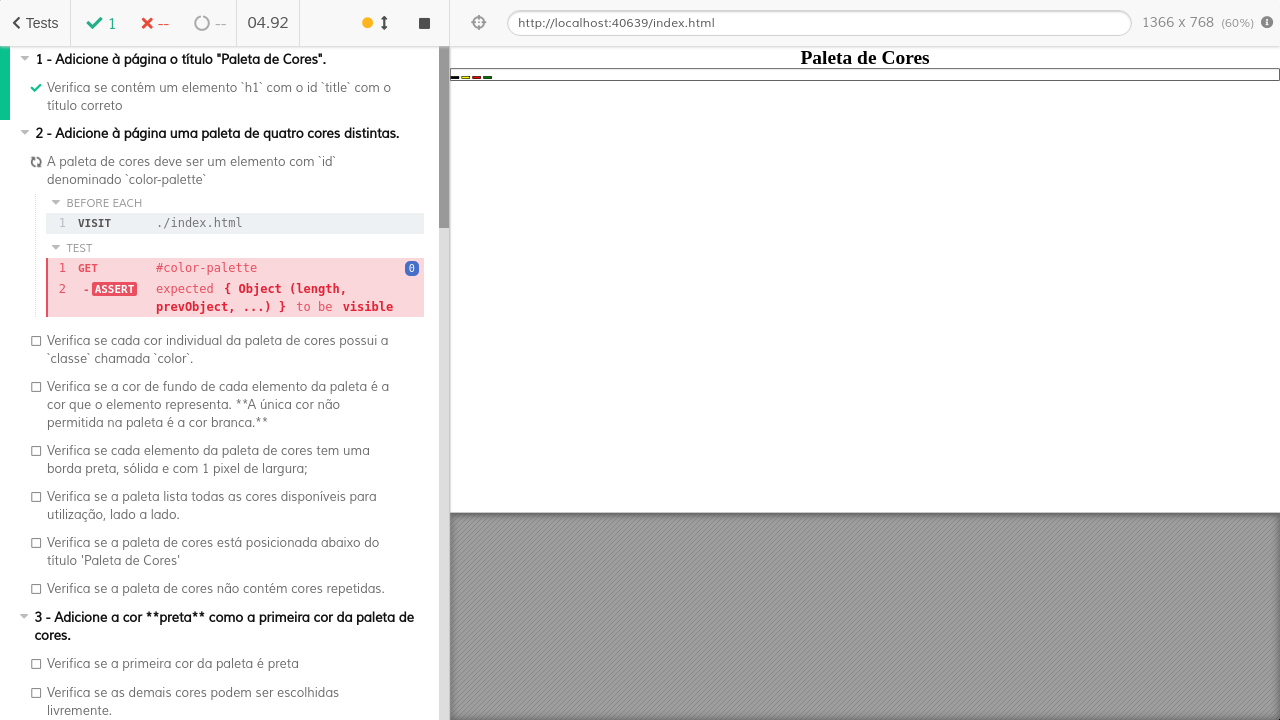 Tests
1
--
--
04.92
http://localhost:40639/index.html
1366 x 768 (60%)
1 - Adicione à página o título "Paleta de Cores".
Verifica se contém um elemento `h1` com o id `title` com o
título correto
2 - Adicione à página uma paleta de quatro cores distintas.
A paleta de cores deve ser um elemento com `id`
denominado `color-palette`
BEFORE EACH
1 VISIT ./index.html
TEST
1 GET #color-palette 0
2 -ASSERT expected { Object (length,
prevObject, ...) } to be visible
Verifica se cada cor individual da paleta de cores possui a
`classe` chamada `color`.
Verifica se a cor de fundo de cada elemento da paleta é a
cor que o elemento representa. **A única cor não
permitida na paleta é a cor branca.**
Verifica se cada elemento da paleta de cores tem uma
borda preta, sólida e com 1 pixel de largura;
Verifica se a paleta lista todas as cores disponíveis para
utilização, lado a lado.
Verifica se a paleta de cores está posicionada abaixo do
título 'Paleta de Cores'
Verifica se a paleta de cores não contém cores repetidas.
3 - Adicione a cor **preta** como a primeira cor da paleta de
cores.
Verifica se a primeira cor da paleta é preta
Verifica se as demais cores podem ser escolhidas
livremente.
Paleta de Cores